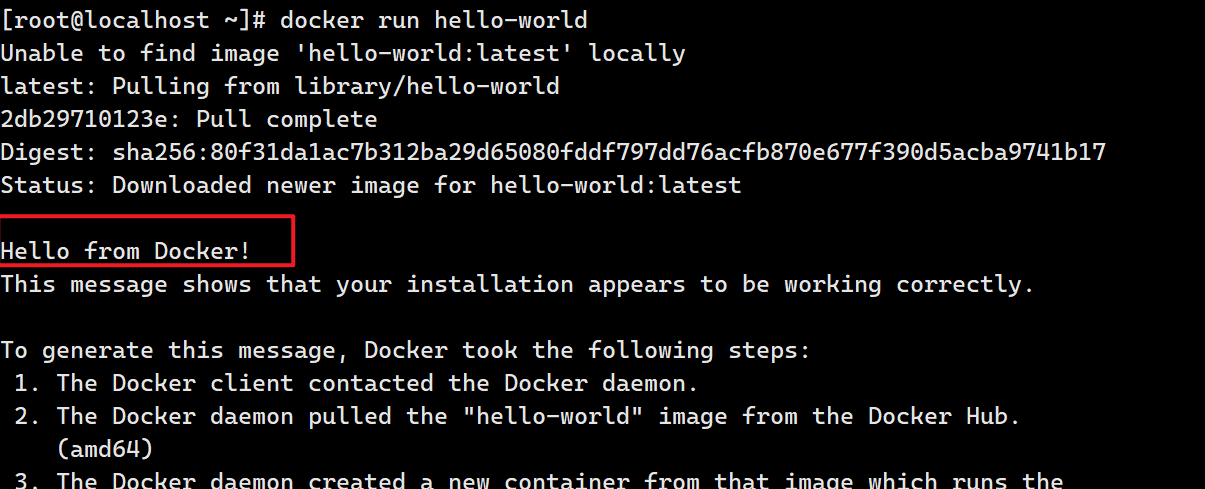 [root@localhost ~]# docker run hello-world
Unable to find image 'hello-world:latest' locally
latest: Pulling from library/hello-world
2db29710123e: Pull complete
Digest: sha256:80f31da1ac7b312ba29d65080fddf797dd76acfb870e677f390d5acba9741b17
Status: Downloaded newer image for hello-world:latest
Hello from Docker!
This message shows that your installation appears to be working correctly.
To generate this message, Docker took the following steps:
1. The Docker client contacted the Docker daemon.
2. The Docker daemon pulled the "hello-world" image from the Docker Hub.
(amd64)
3. The Docker daemon created a new container from that image which runs the